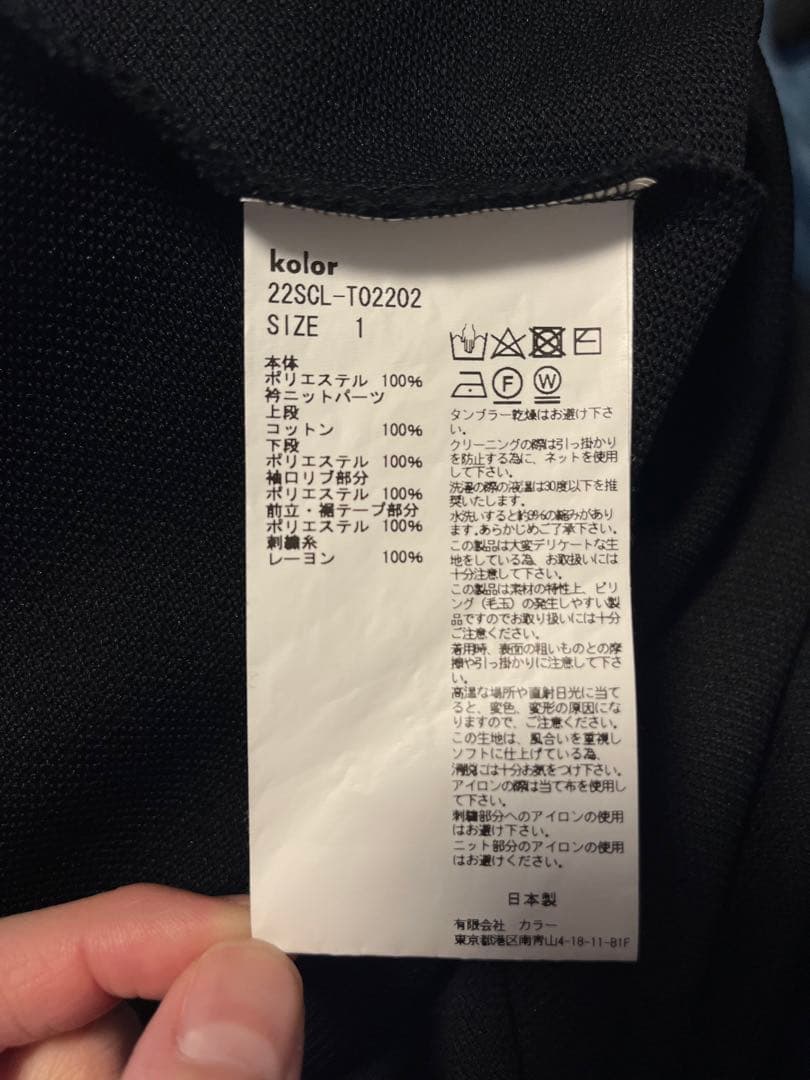 kolor
22SCL-T02202
SIZE 1
本体
ポリエステル 100%
衿ニットパーツ
上段
コットン 100%
下段
ポリエステル 100%
袖口リブ部分
ポリエステル 100%
前立・裾テープ部分
ポリエステル 100%
刺繍糸
レーヨン 100%
F
W
タンブラー乾燥はお避け下さ
い。
クリーニングの際は引っ掛かり
を防止する為に、ネットを使用
して下さい。
洗濯の際の液温は30度以下を推
奨いたします。
水洗いすると約
の縮みがあり
ます。あらかじめご了承下さい。
この製品は大変デリケートな生
地をしている為、お取扱いには
十分注意して下さい。
この製品は素材の特性上、ピリ
ング（毛玉）の発生しやすい製
品ですのでお取り扱いには十分
ご注意ください。
着用時、表面の粗いものとの摩
擦や引っ掛かりに注意して下さ
い。
高温な場所や直射日光に当て
ると、変色、変形の原因にな
りますので、ご注意ください。
この生地は、風合いを重視し
ソフトに仕上げている為、
には十分お気をつけ下さい。
アイロンの際は当て布を使用し
て下さい。
刺繍部分へのアイロンの使用
はお避け下さい。
ニット部分のアイロンの使用
はお避けください。
日本製
有限会社 カラー
東京都港区南青山4-18-11-B1F